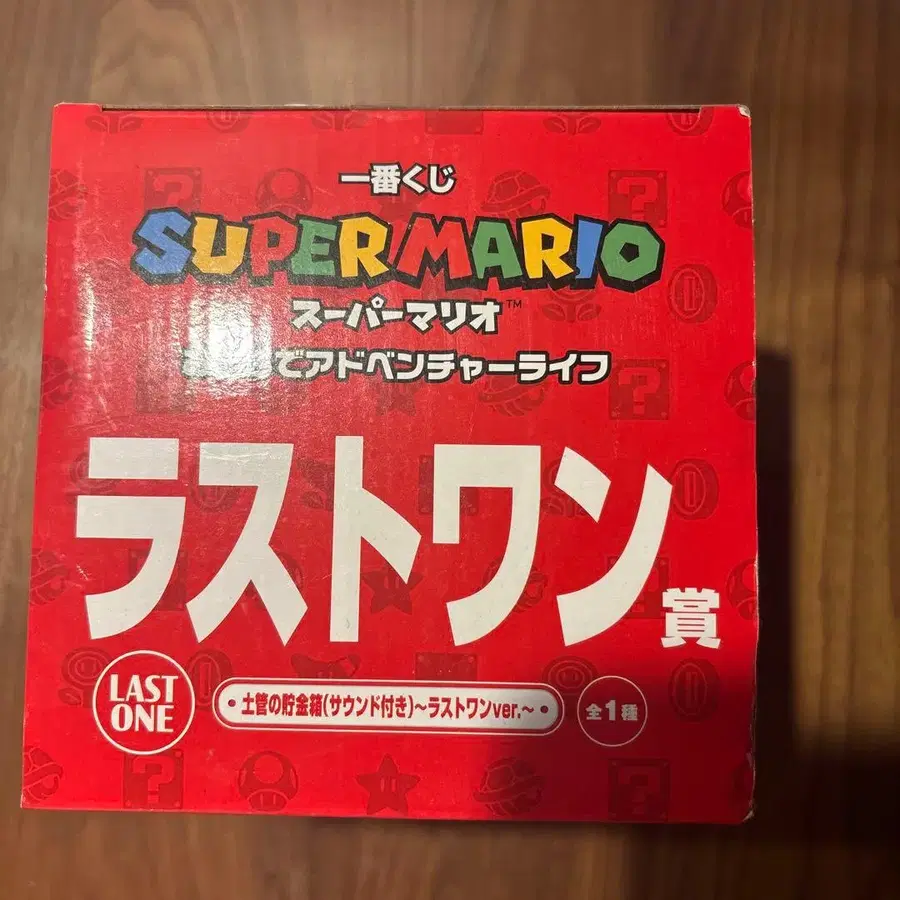 一番くじ
SUPER MARIO
スーパーマリオ™
でアドベンチャーライフ
ラストワン賞
LAST
ONE
・土管の貯金箱(サウンド付き)〜ラストワンver.〜・
全1種